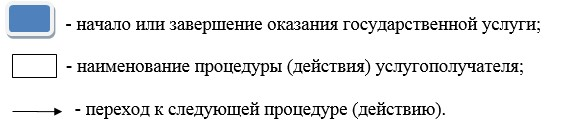 - начало или завершение оказания государственной услуги;
- наименование процедуры (действия) услугополучателя;
- переход к следующей процедуре (действию).